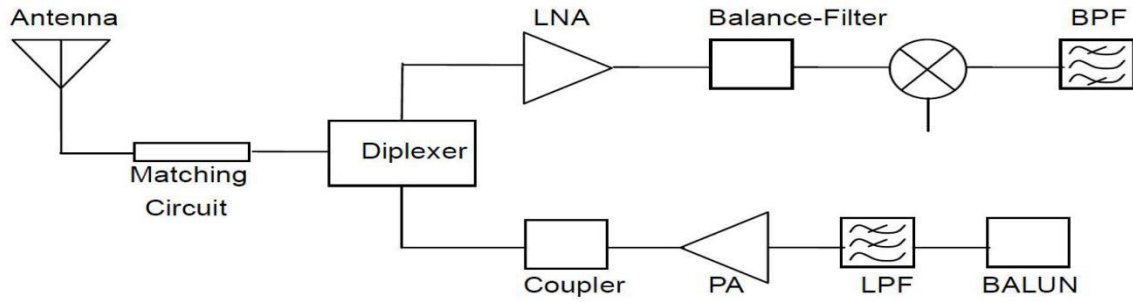 Antenna
LNA
Balance-Filter
BPF
Diplexer
Matching
Circuit
Coupler
PA
LPF
BALUN